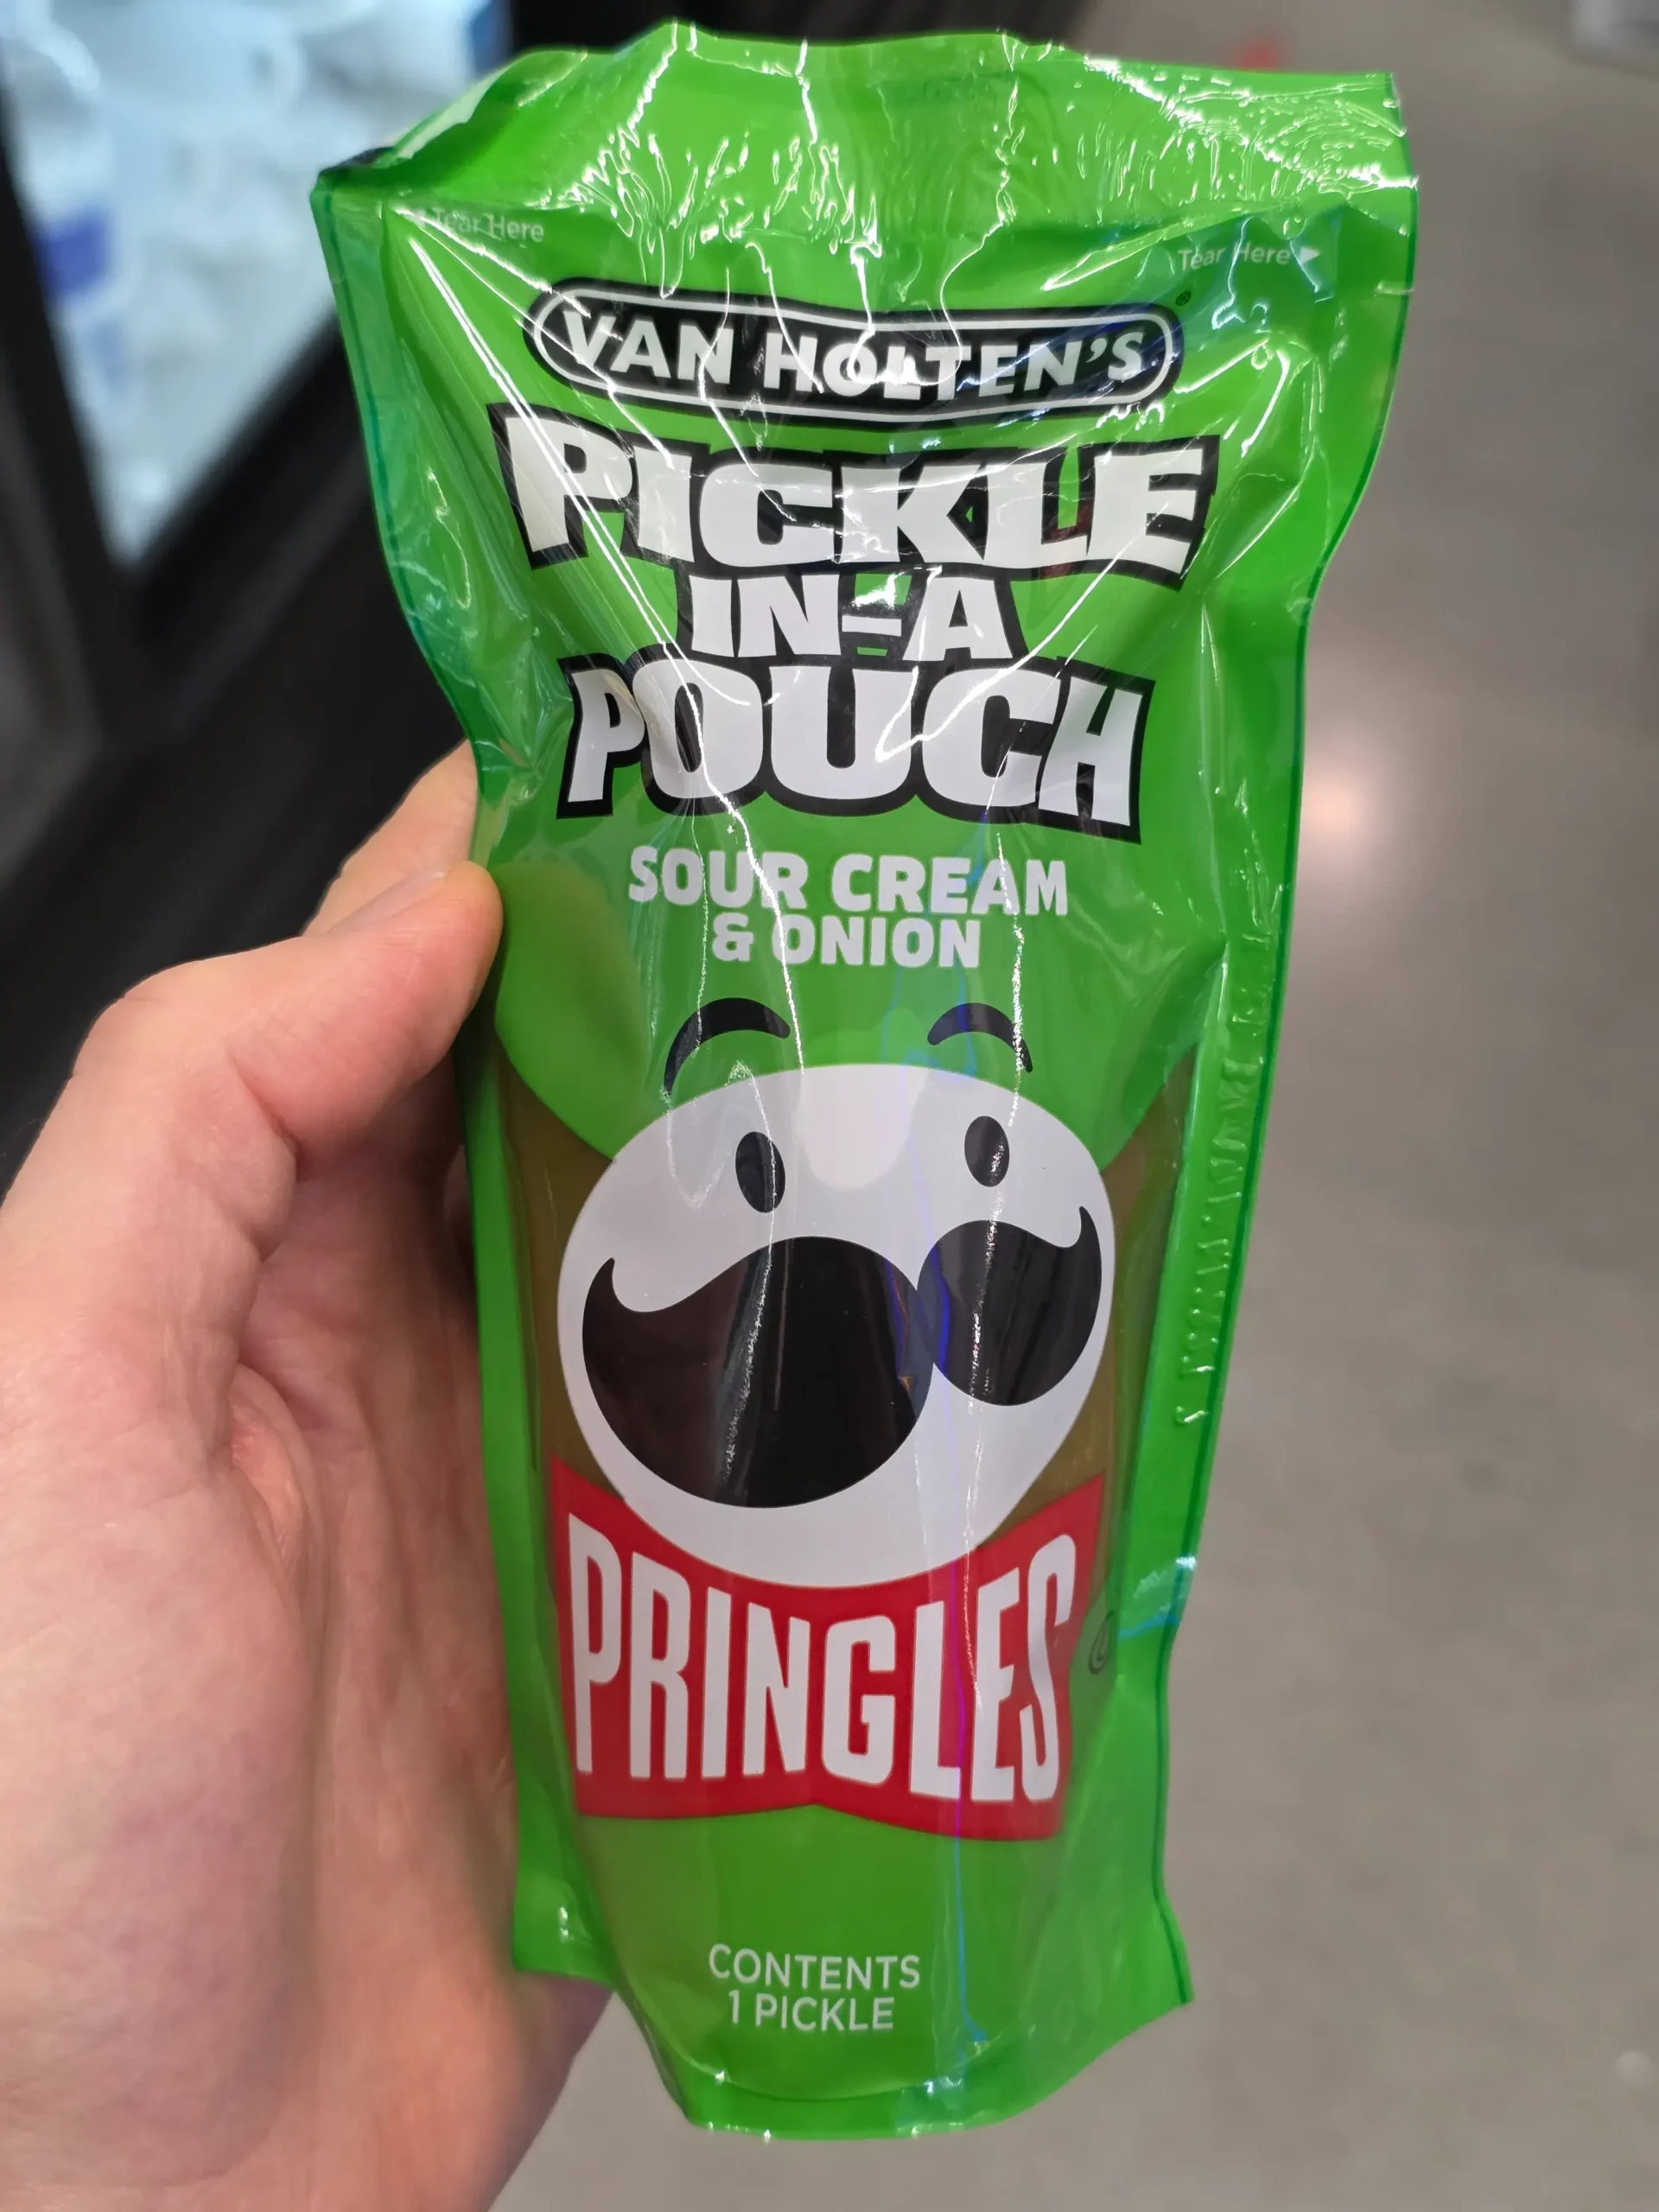 Tear Here
Tear Here
VAN HOLTEN'S®
PICKLE
IN-A
POUCH
SOUR CREAM
& ONION
PRINGLES
CONTENTS
1 PICKLE